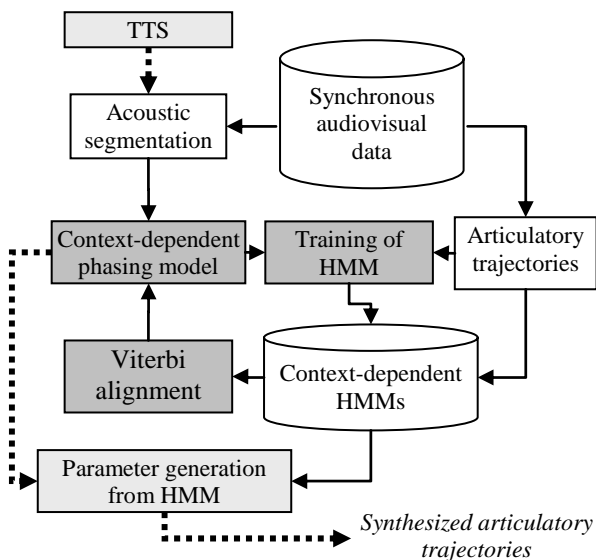 TTS
Acoustic
segmentation
Synchronous
audiovisual
data
Context-dependent
phasing model
Training of
HMM
Articulatory
trajectories
Viterbi
alignment
Context-dependent
HMMs
Parameter generation
from HMM
Synthesized articulatory
trajectories